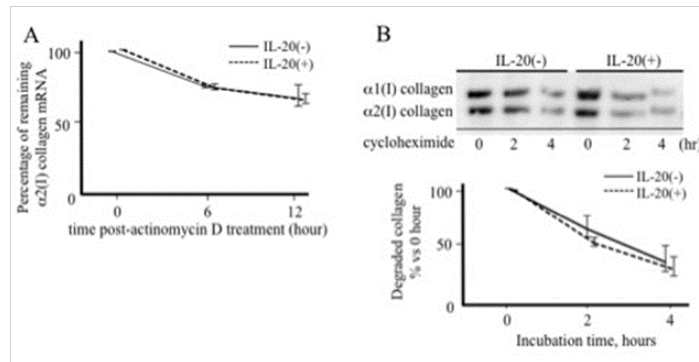 A
IL-20(-)
IL-20(+)
Percentage of remaining
α2(I) collagen mRNA
100
50
0
0 6 12
time post-actinomycin D treatment (hour)
B
IL-20(-) IL-20(+)
α1(I) collagen
α2(I) collagen
cycloheximide 0 2 4 0 2 4 (hr)
IL-20(-)
IL-20(+)
Degraded collagen
% vs 0 hour
100
50
0
0 2 4
Incubation time, hours